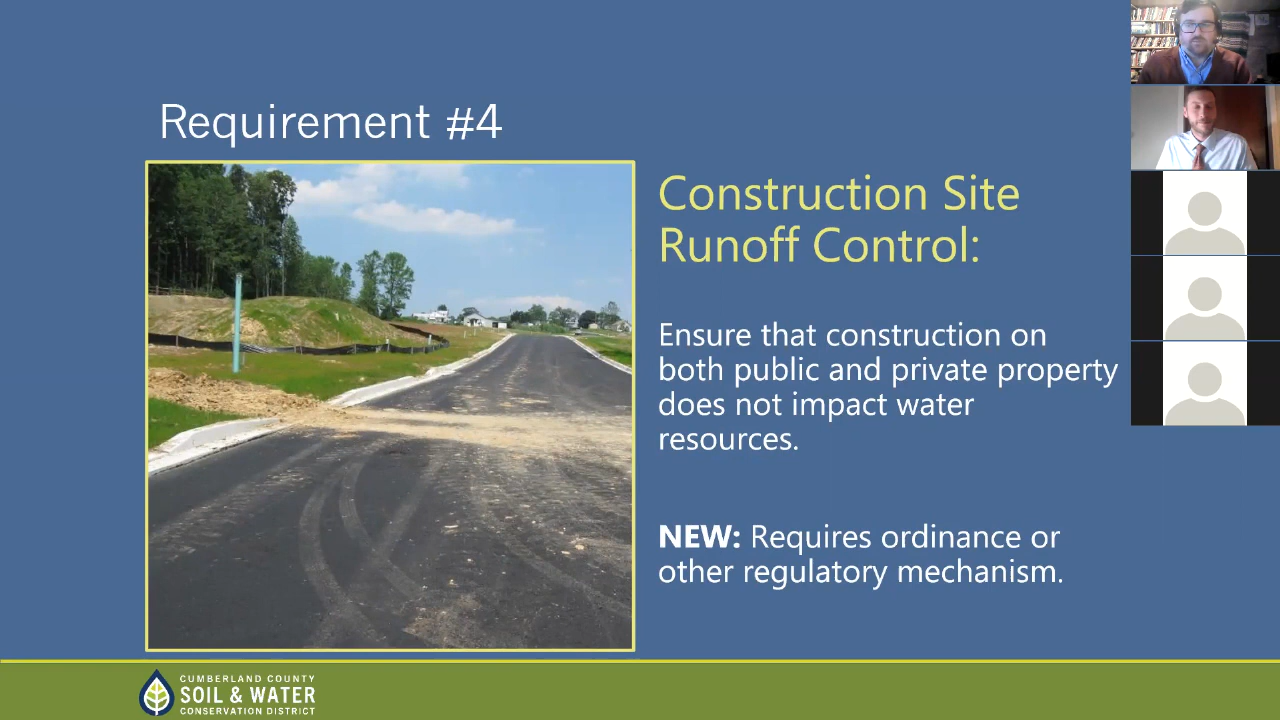 Requirement #4
Construction Site
Runoff Control:
Ensure that construction on
both public and private property
does not impact water
resources.
NEW: Requires ordinance or
other regulatory mechanism.
CUMBERLAND COUNTY
SOIL & WATER
CONSERVATION DISTRICT